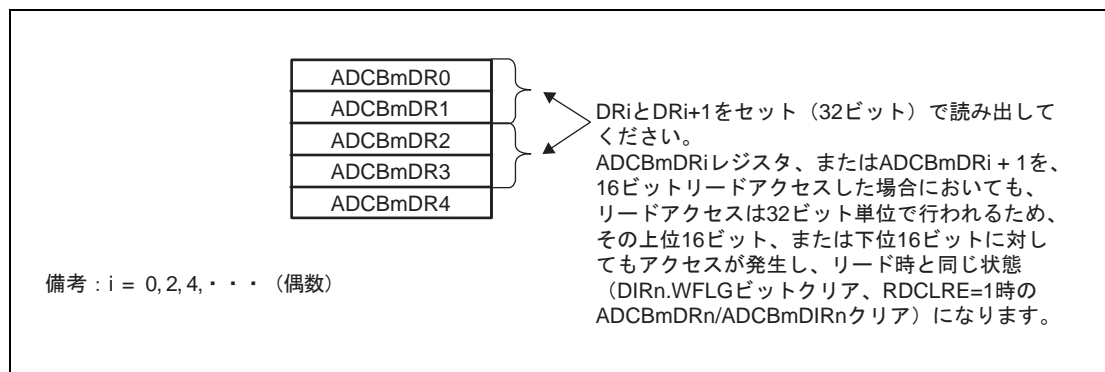 ADCBmDR0
ADCBmDR1
ADCBmDR2
ADCBmDR3
ADCBmDR4
DRiとDRi+1をセット（32ビット）で読み出して
ください。
ADCBmDRiレジスタ、またはADCBmDRi + 1を、
16ビットリードアクセスした場合においても、
リードアクセスは32ビット単位で行われるため、
その上位16ビット、または下位16ビットに対し
てもアクセスが発生し、リード時と同じ状態
（DIRn.WFLGビットクリア、RDCLRE=1時の
ADCBmDRn/ADCBmDIRnクリア）になります。
備考 : i = 0, 2, 4, ・・・（偶数）